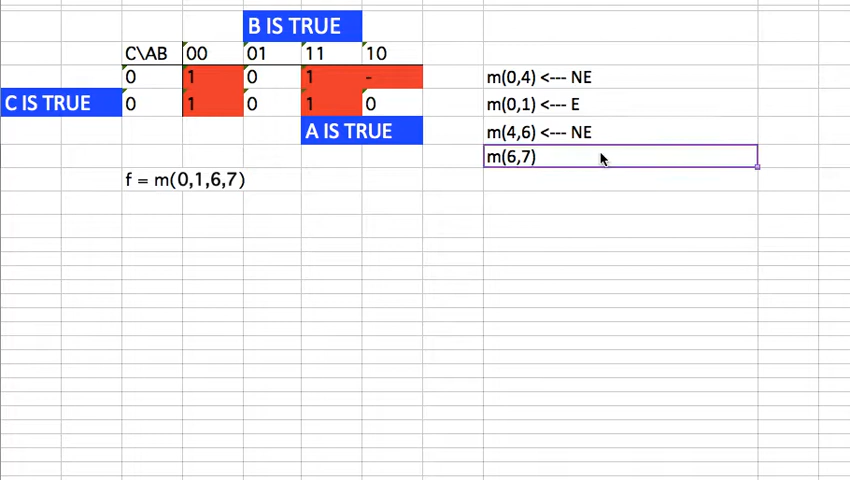 B IS TRUE
C\AB 00 01 11 10
0 1 0 1 -
C IS TRUE 0 1 0 1 0
A IS TRUE
f = m(0,1,6,7)
m(0,4) <--- NE
m(0,1) <--- E
m(4,6) <--- NE
m(6,7)